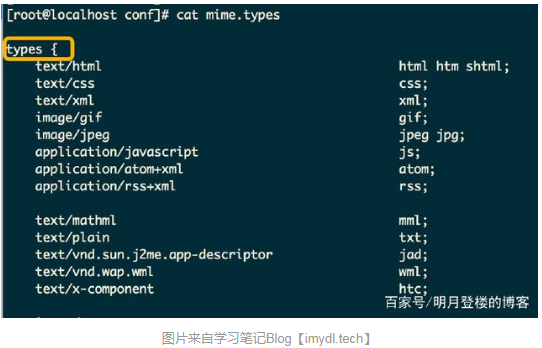 [root@localhost conf]# cat mime.types
types {
text/html html htm shtml;
text/css css;
text/xml xml;
image/gif gif;
image/jpeg jpeg jpg;
application/javascript js;
application/atom+xml atom;
application/rss+xml rss;
text/mathml mml;
text/plain txt;
text/vnd.sun.j2me.app-descriptor jad;
text/vnd.wap.wml wml;
text/x-component htc;
百家号/明月登楼的博客
图片来自学习笔记Blog【imydl.tech】